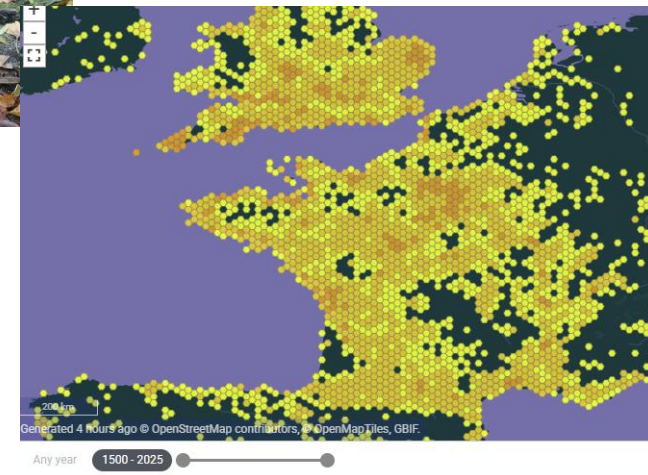 +
-
200 km
Generated 4 hours ago © OpenStreetMap contributors, © OpenMapTiles, GBIF.
Any year 1500 - 2025